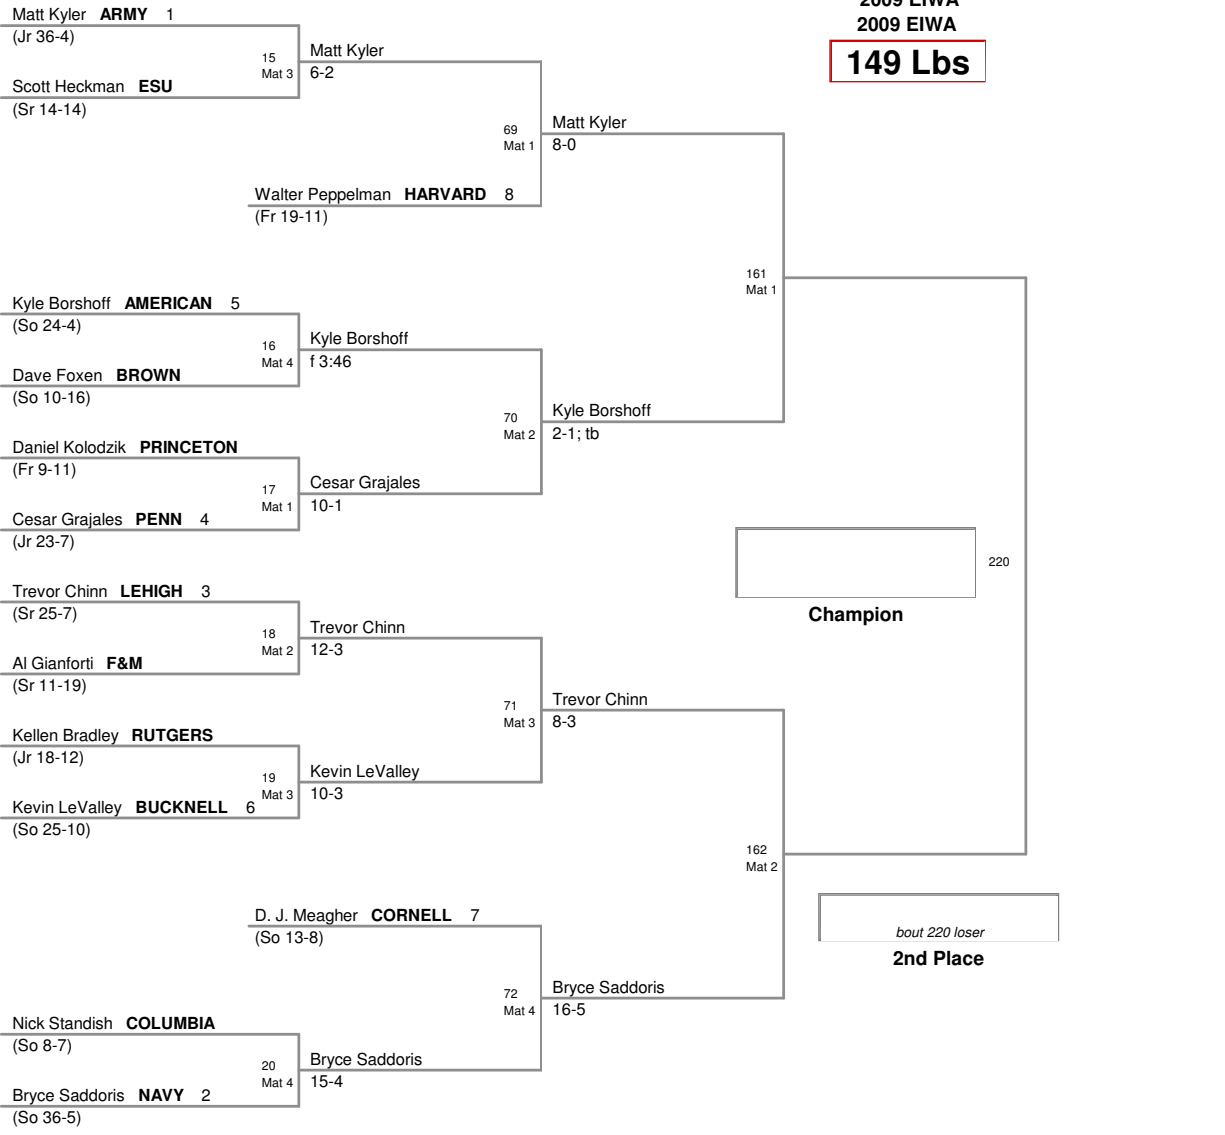 2009 EIWA
2009 EIWA
149 Lbs
Matt Kyler ARMY 1
(Jr 36-4)
15
Mat 3
Matt Kyler
6-2
Scott Heckman ESU
(Sr 14-14)
69
Mat 1
Matt Kyler
8-0
Walter Peppelman HARVARD 8
(Fr 19-11)
161
Mat 1
Kyle Borshoff AMERICAN 5
(So 24-4)
16
Mat 4
Kyle Borshoff
f 3:46
Dave Foxen BROWN
(So 10-16)
70
Mat 2
Kyle Borshoff
2-1; tb
Daniel Kolodzik PRINCETON
(Fr 9-11)
17
Mat 1
Cesar Grajales
10-1
Cesar Grajales PENN 4
(Jr 23-7)
220
Champion
Trevor Chinn LEHIGH 3
(Sr 25-7)
18
Mat 2
Trevor Chinn
12-3
Al Gianforti F&M
(Sr 11-19)
71
Mat 3
Trevor Chinn
8-3
Kellen Bradley RUTGERS
(Jr 18-12)
19
Mat 3
Kevin LeValley
10-3
Kevin LeValley BUCKNELL 6
(So 25-10)
162
Mat 2
D. J. Meagher CORNELL 7
(So 13-8)
bout 220 loser
2nd Place
72
Mat 4
Bryce Saddoris
16-5
Nick Standish COLUMBIA
(So 8-7)
20
Mat 4
Bryce Saddoris
15-4
Bryce Saddoris NAVY 2
(So 36-5)